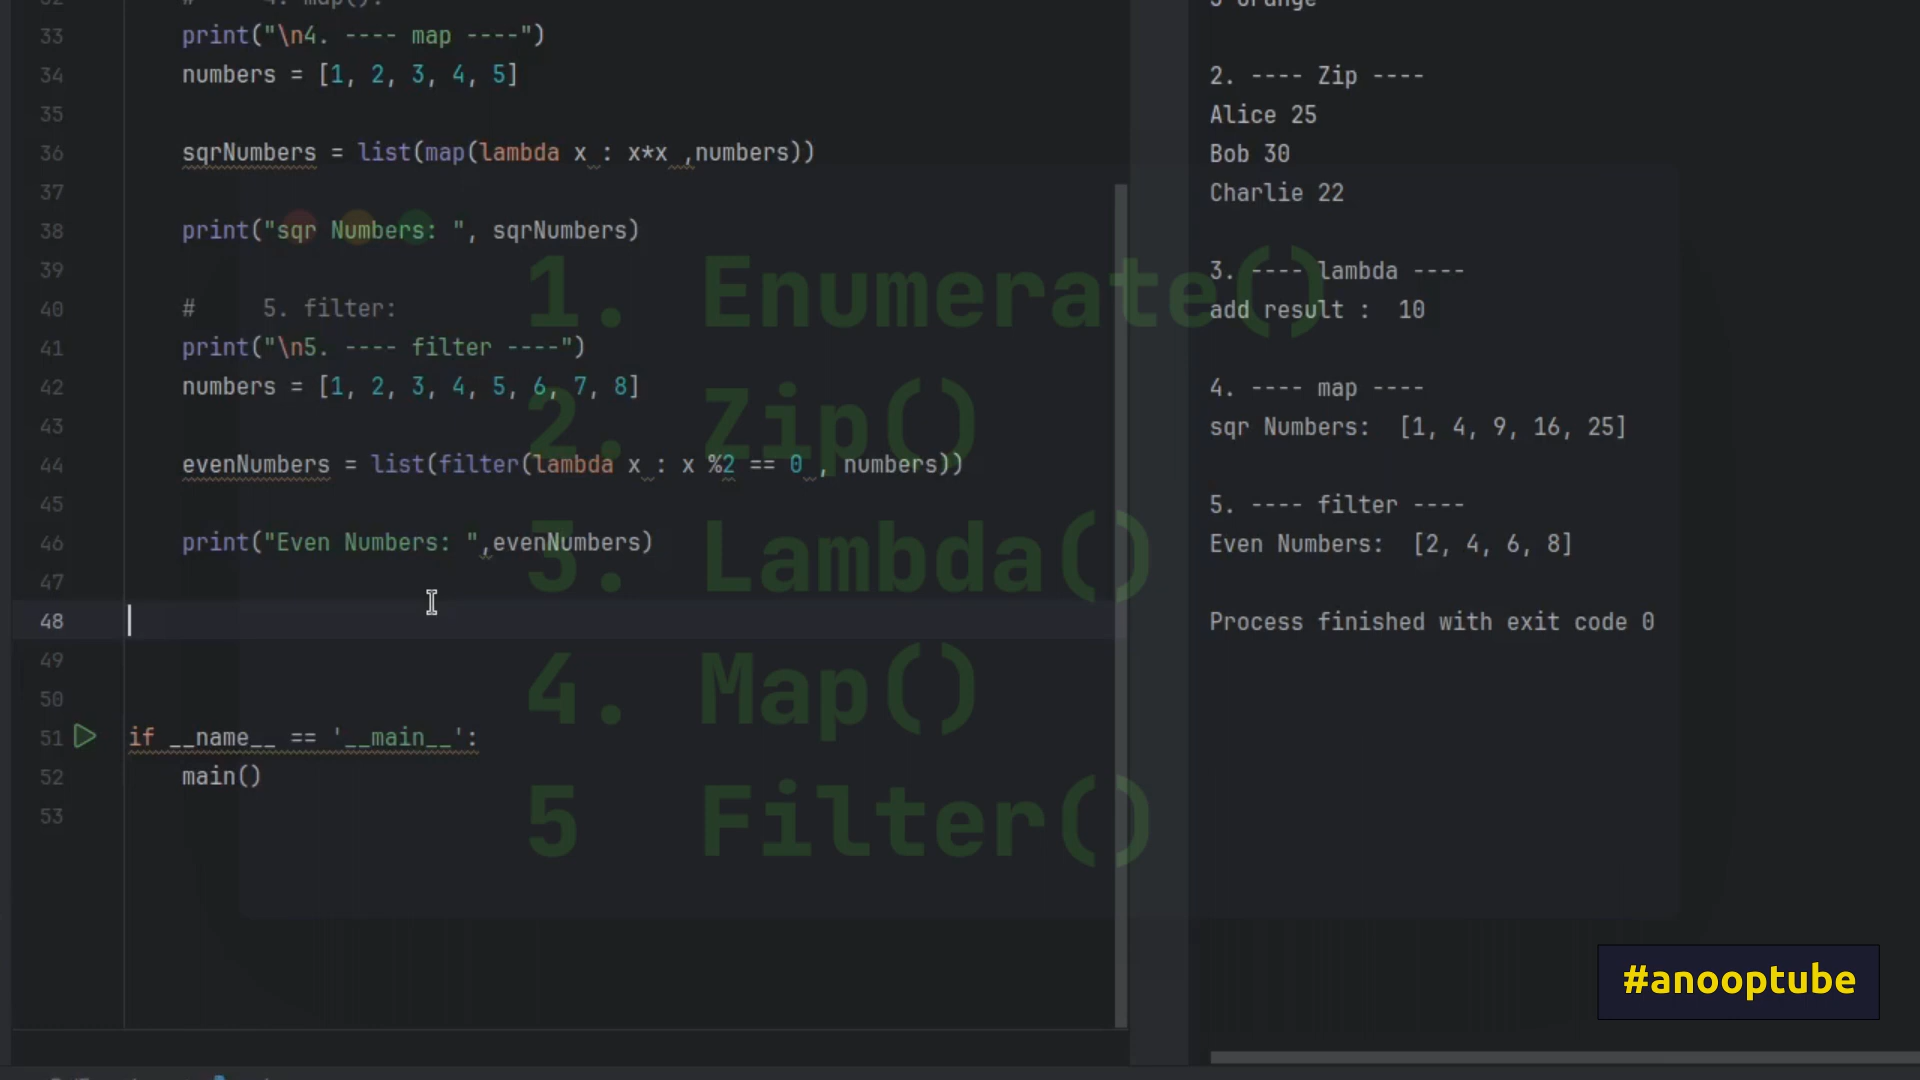 32 # 4. map():
33 print("\n4. ---- map ----")
34 numbers = [1, 2, 3, 4, 5]
35
36 sqrNumbers = list(map(lambda x : x*x ,numbers))
37
38 print("sqr Numbers: ", sqrNumbers)
39
40 # 5. filter:
41 print("\n5. ---- filter ----")
42 numbers = [1, 2, 3, 4, 5, 6, 7, 8]
43
44 evenNumbers = list(filter(lambda x : x %2 == 0 , numbers))
45
46 print("Even Numbers: ",evenNumbers)
47
48
49
50
51 if __name__ == '__main__':
52 main()
53
3 orange
2. ---- Zip ----
Alice 25
Bob 30
Charlie 22
3. ---- lambda ----
add result :  10
4. ---- map ----
sqr Numbers:  [1, 4, 9, 16, 25]
5. ---- filter ----
Even Numbers:  [2, 4, 6, 8]
Process finished with exit code 0
1. Enumerate()
2. Zip()
3. Lambda()
4. Map()
5 Filter()
#anooptube